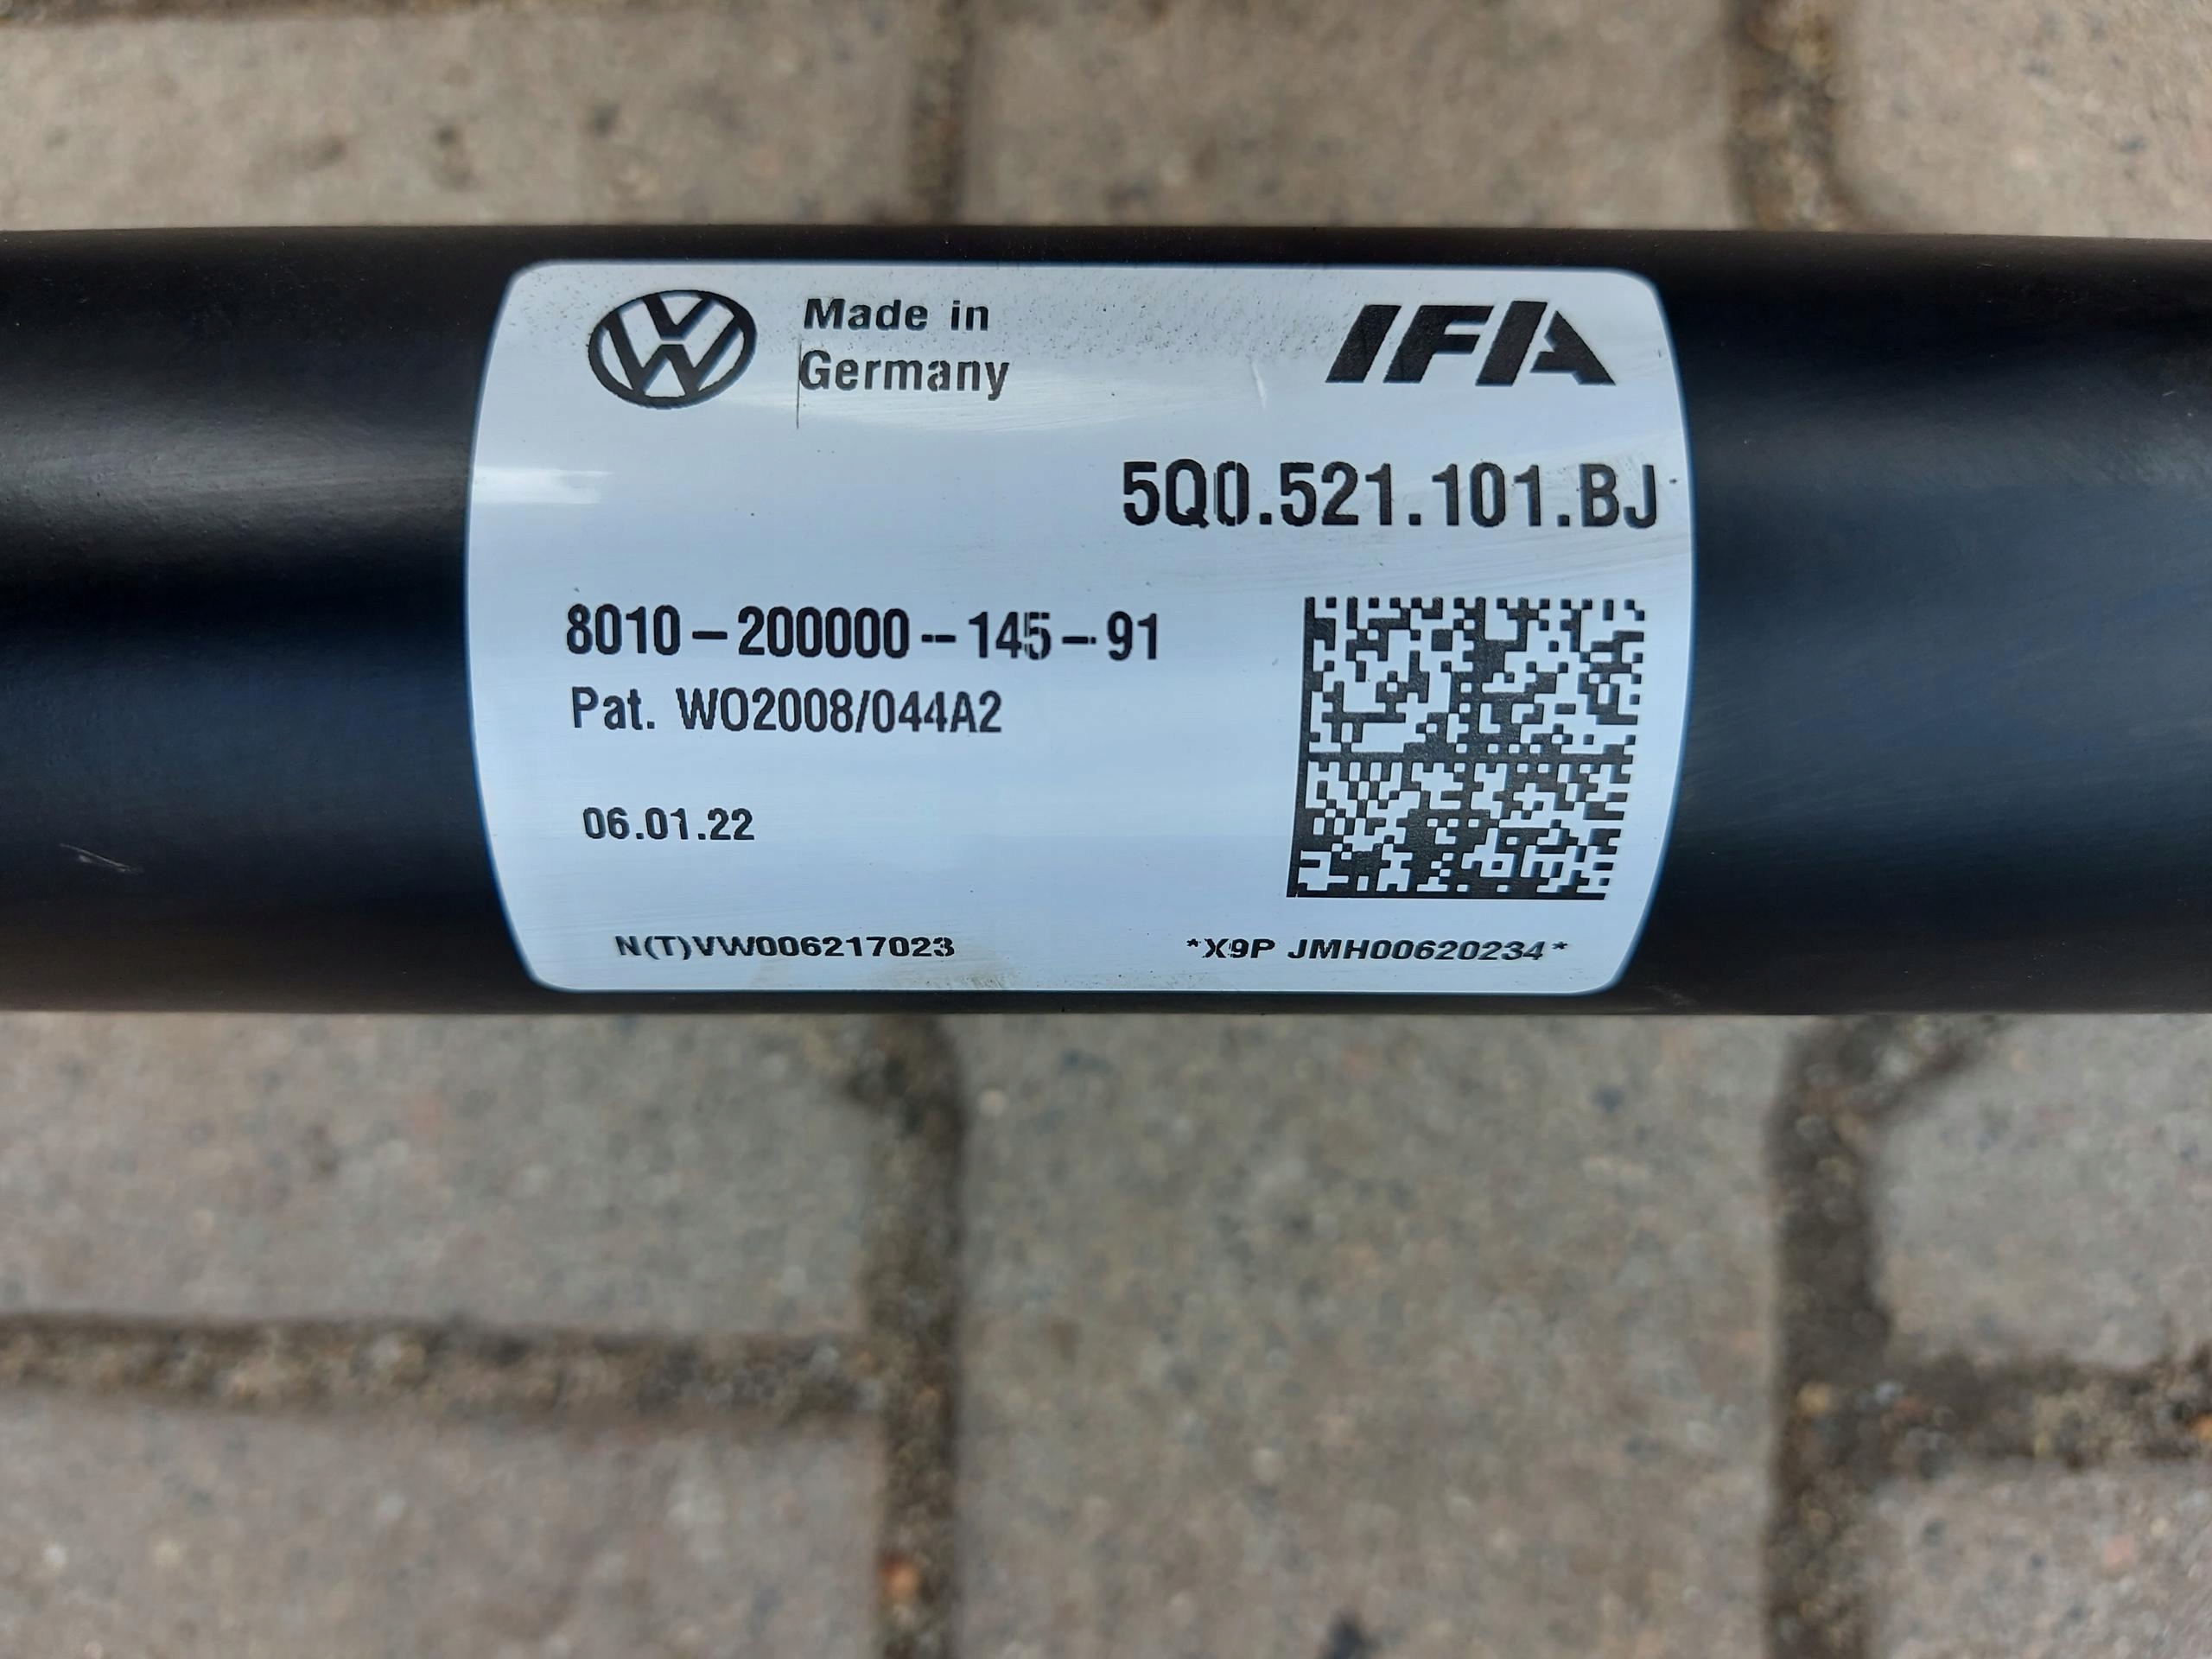 Made in
Germany
IFA
5Q0.521.101.BJ
8010-200000-145-91
Pat. WO2008/044A2
06.01.22
N(T)VW006217023
*X9P JMH00620234*